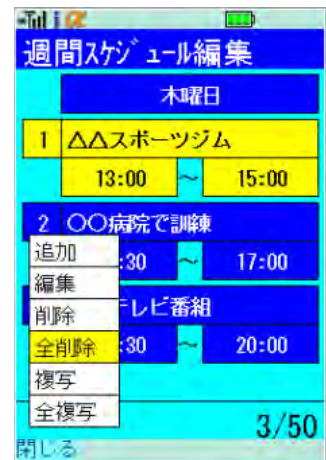 週間スケジュール編集
木曜日
1 △△スポーツジム
13:00 ～ 15:00
2 ○○病院で訓練
:30 ～ 17:00
テレビ番組
:30 ～ 20:00
追加
編集
削除
全削除
複写
全複写
3/50
閉じる